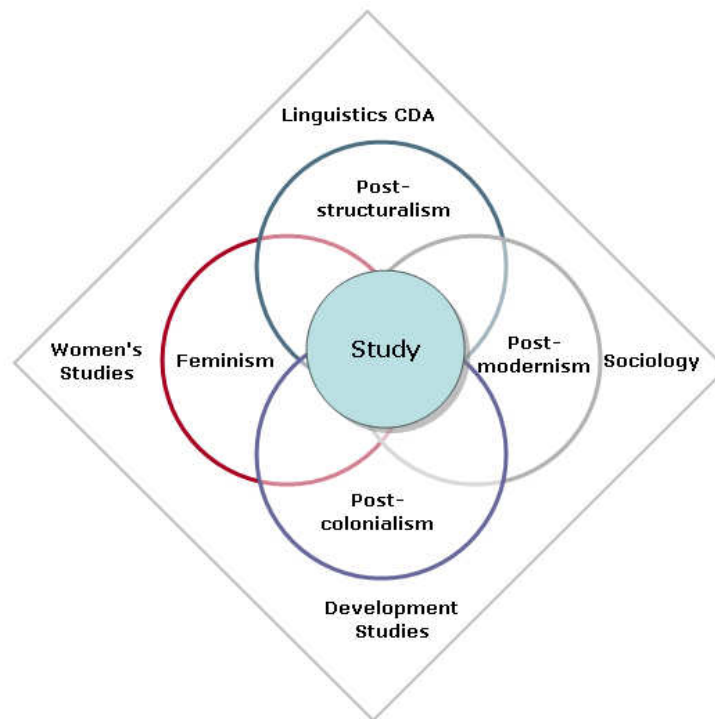 Linguistics CDA
Post-
structuralism
Women's
Studies
Feminism
Study
Post-
modernism
Sociology
Post-
colonialism
Development
Studies